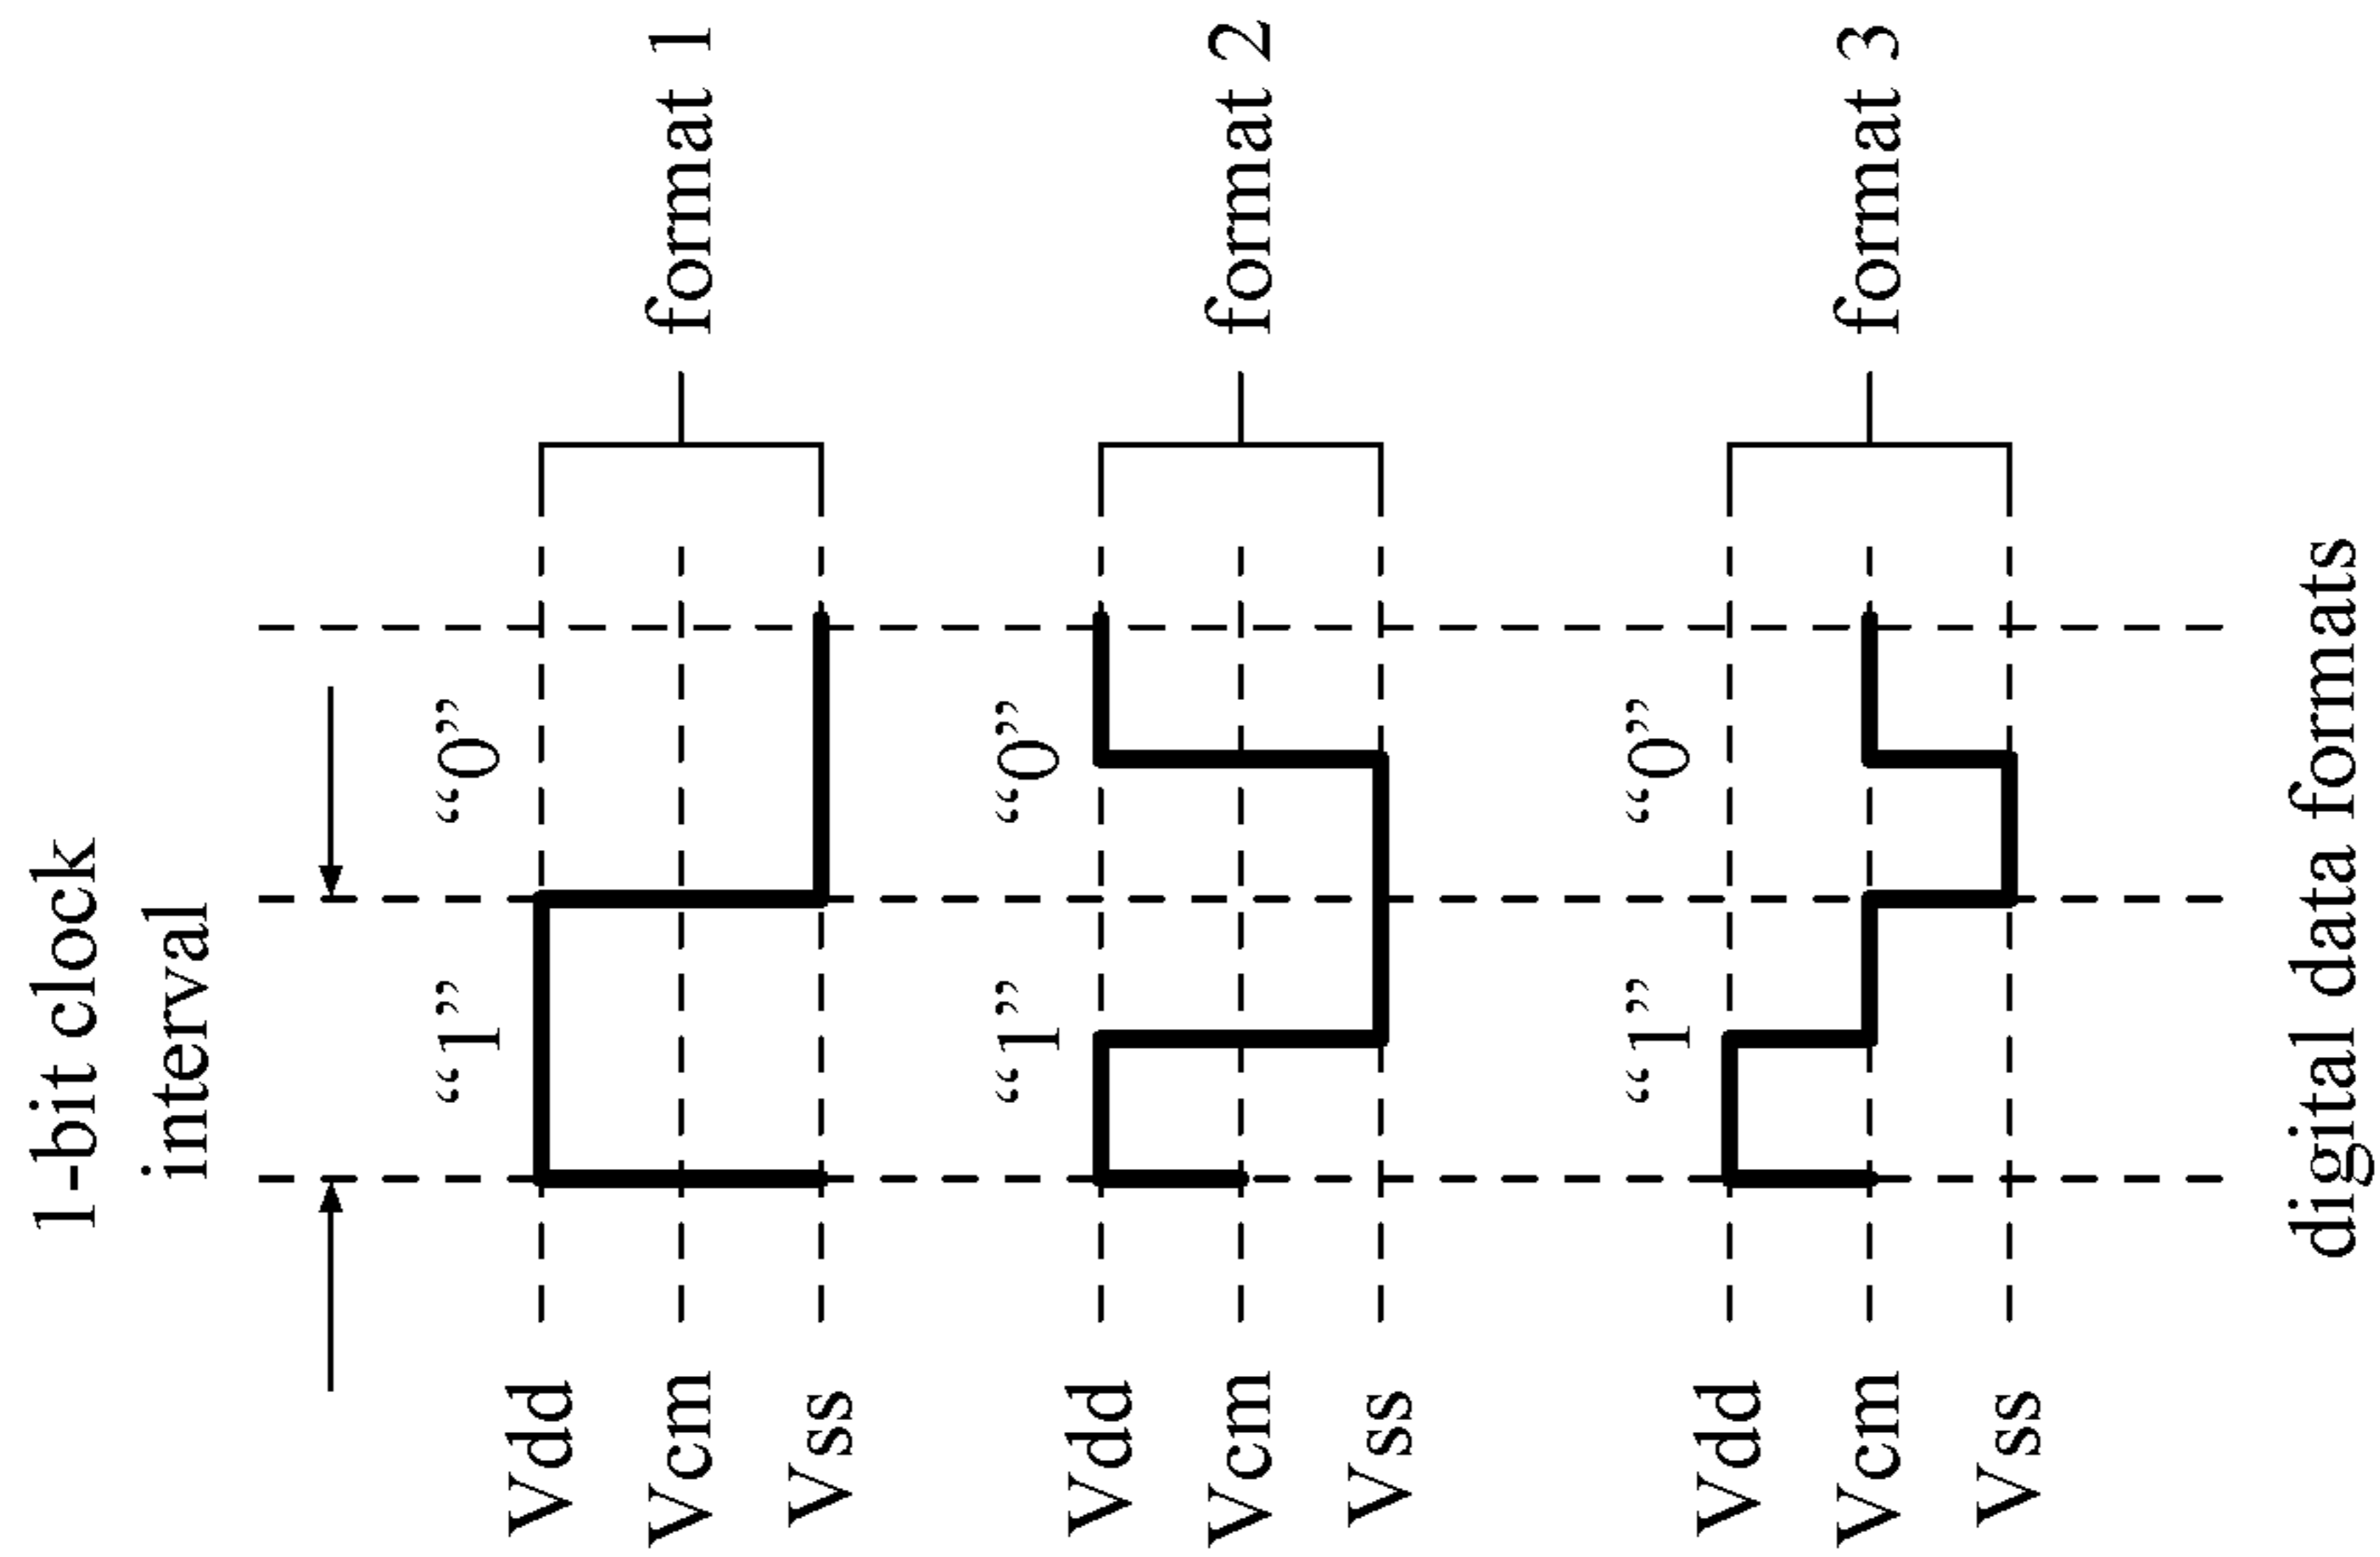 1-bit clock
interval
“1” “0”
Vdd
Vcm format 1
Vss
“1” “0”
Vdd
Vcm format 2
Vss
“1” “0”
Vdd
Vcm format 3
Vss
digital data formats